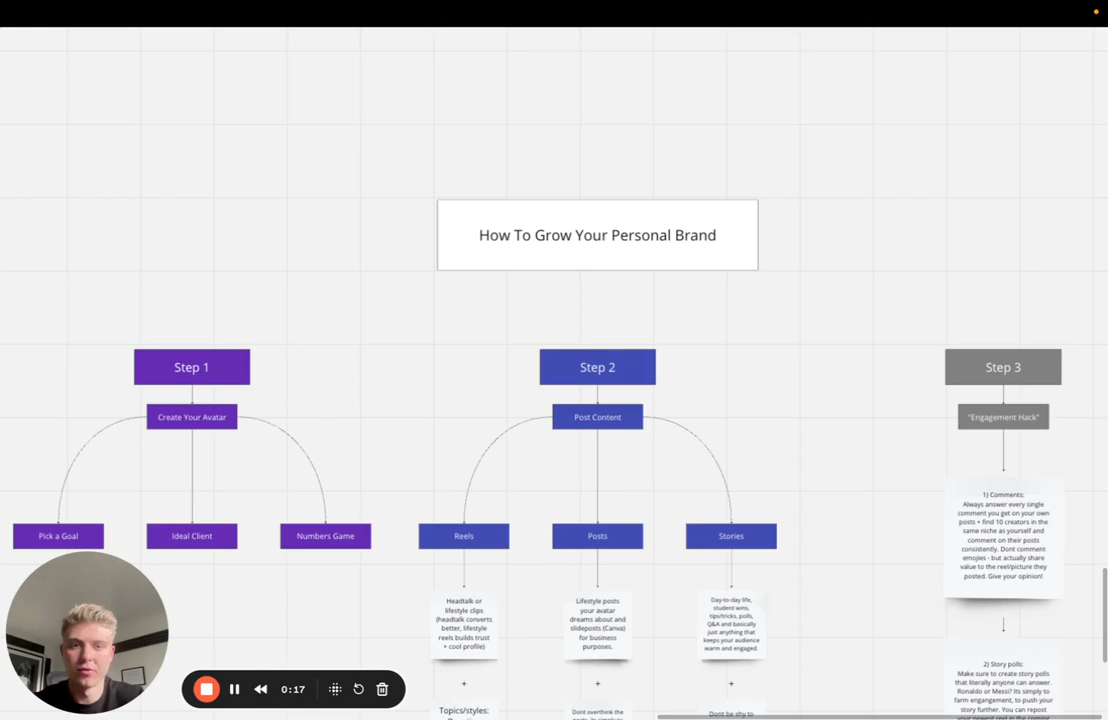 How To Grow Your Personal Brand
Step 1
Create Your Avatar
Pick a Goal
Ideal Client
Numbers Game
Step 2
Post Content
Reels
Posts
Stories
Headtalk or
lifestyle clips
(headtalk converts
better, lifestyle
reels builds trust
+ cool profile)
+
Topics/styles:
Lifestyle posts
your avatar
dreams about and
slideposts (Canva)
for business
purposes.
+
Dont overthink the
Day-to-day life,
student wins,
tips/tricks, polls,
Q&A and basically
just anything that
keeps your audience
warm and engaged.
+
Dont be shy to
Step 3
"Engagement Hack"
1) Comments:
Always answer every single
comment you get on your own
posts + find 10 creators in the
same niche as yourself and
comment on their posts
consistently. Dont comment
emojies - but actually share
value to the reel/picture they
posted. Give your opinion!
2) Story polls:
Make sure to create story polls
that literally anyone can answer.
Ronaldo or Messi? Its simply to
farm engagement, to push your
story further. You can repost
0:17